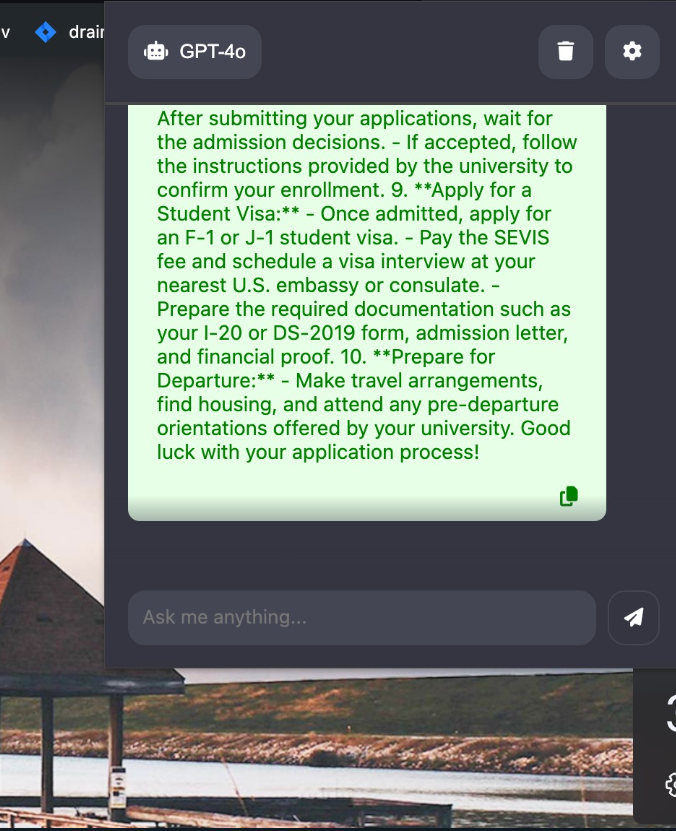 v
drair
GPT-4o
After submitting your applications, wait for
the admission decisions. - If accepted, follow
the instructions provided by the university to
confirm your enrollment. 9. **Apply for a
Student Visa:** - Once admitted, apply for
an F-1 or J-1 student visa. - Pay the SEVIS
fee and schedule a visa interview at your
nearest U.S. embassy or consulate. -
Prepare the required documentation such as
your I-20 or DS-2019 form, admission letter,
and financial proof. 10. **Prepare for
Departure:** - Make travel arrangements,
find housing, and attend any pre-departure
orientations offered by your university. Good
luck with your application process!
Ask me anything...